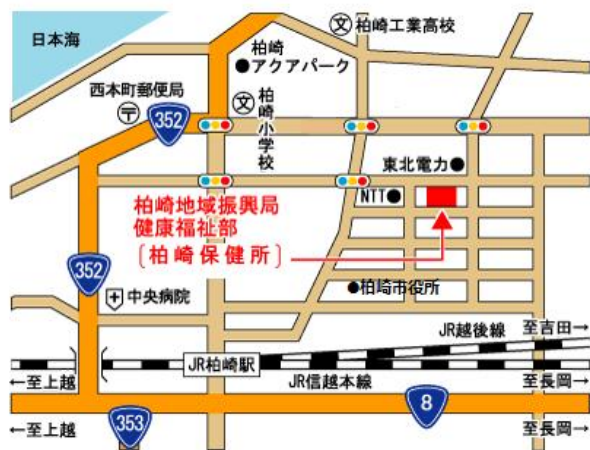 日本海
文
柏崎工業高校
柏崎
アクアパーク
西本町郵便局
〒
352
文
柏崎小学校
東北電力
NTT
柏崎地域振興局
健康福祉部
〔柏崎保健所〕
352
中央病院
柏崎市役所
JR越後線
至吉田→
JR柏崎駅
←至上越
JR信越本線
至長岡→
8
←至上越
353
至長岡→